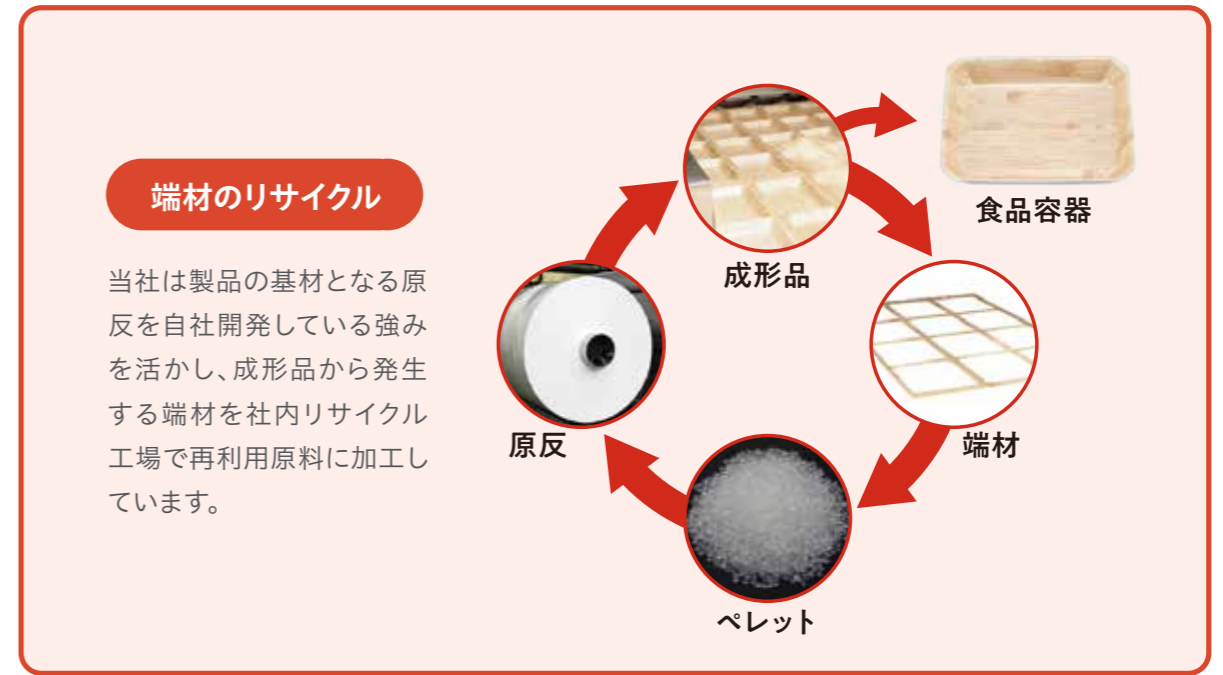 端材のリサイクル
当社は製品の基材となる原
反を自社開発している強み
を活かし、成形品から発生
する端材を社内リサイクル
工場で再利用原料に加工し
ています。
成形品
食品容器
原反
端材
ペレット